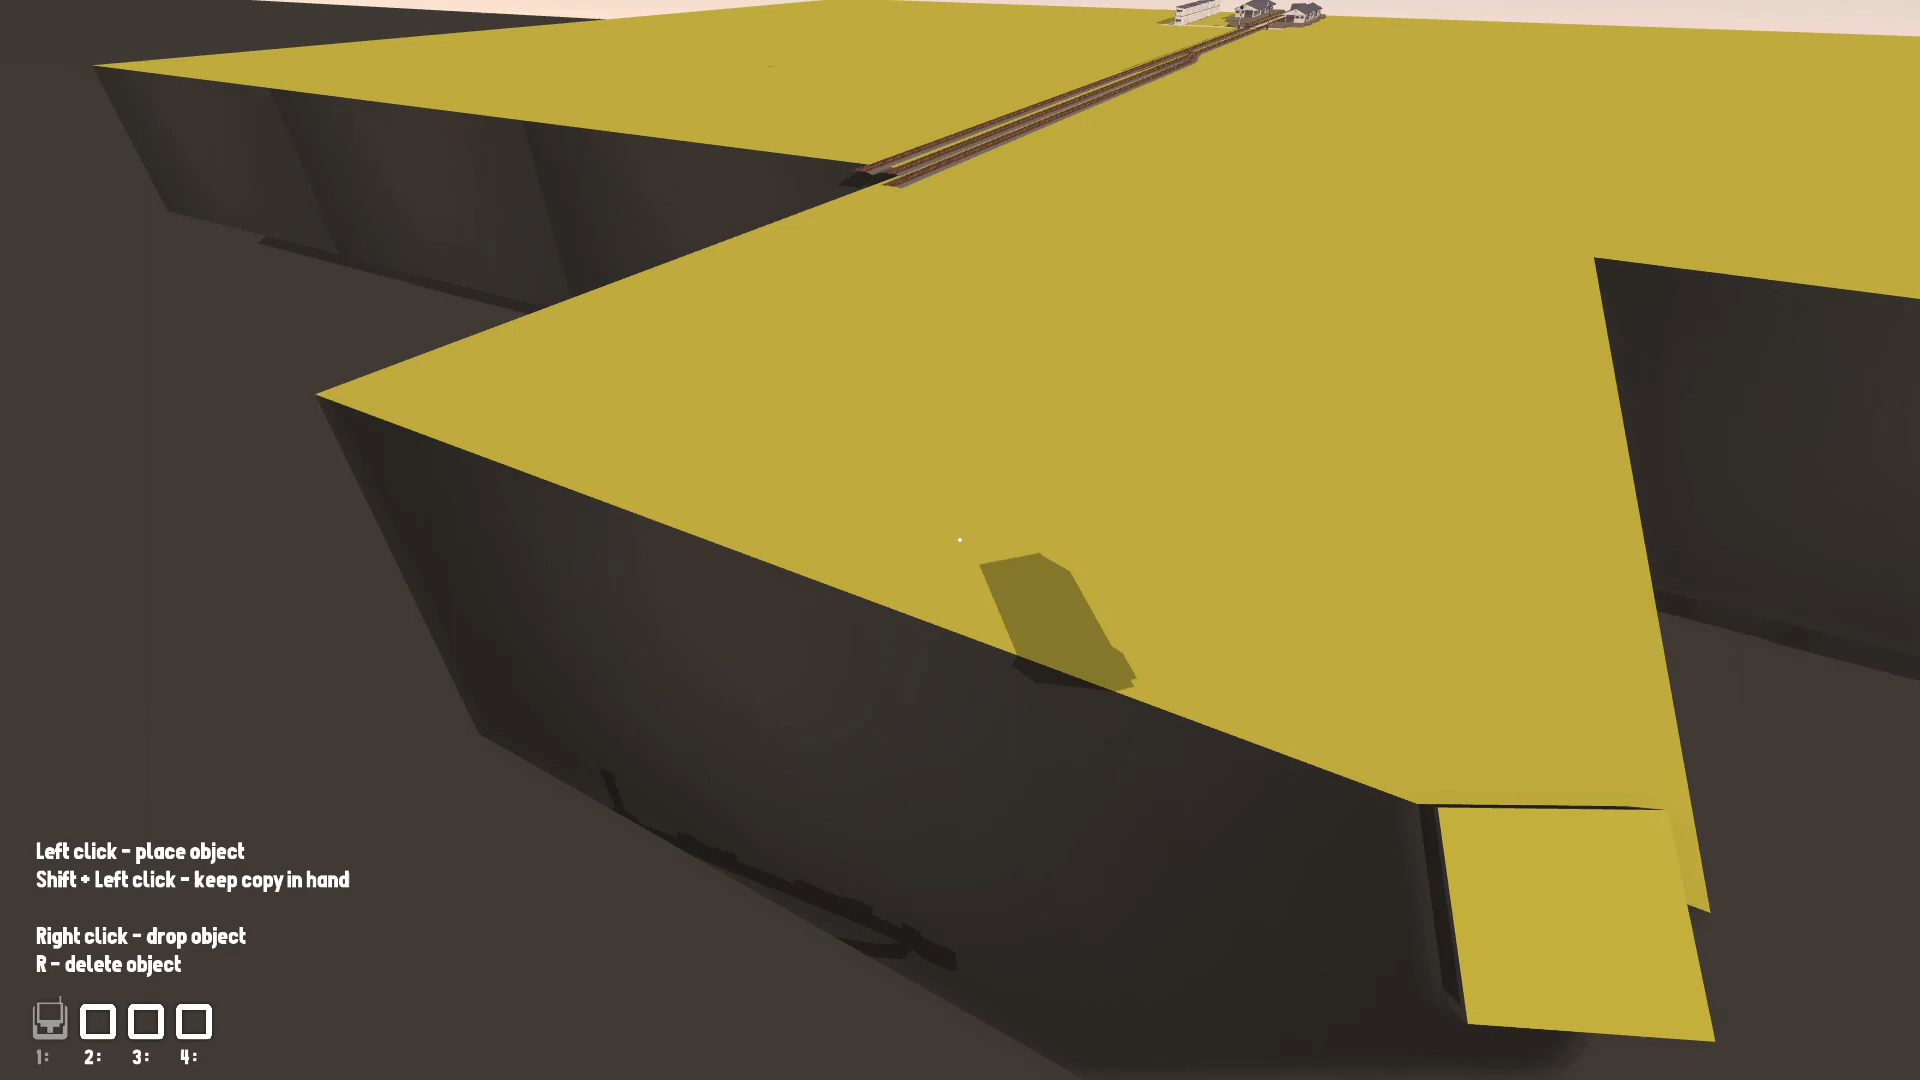 Left click - place object
Shift + Left click - keep copy in hand
Right click - drop object
R - delete object
1: 2: 3: 4: